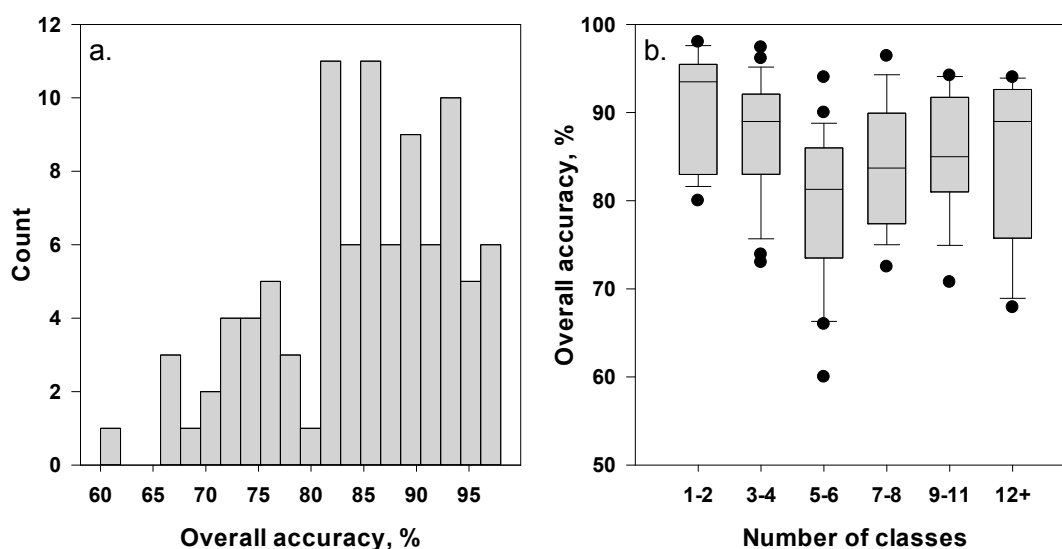 a.
Count
12
10
8
6
4
2
0
60 65 70 75 80 85 90 95
Overall accuracy, %
b.
Overall accuracy, %
100
90
80
70
60
50
1-2 3-4 5-6 7-8 9-11 12+
Number of classes